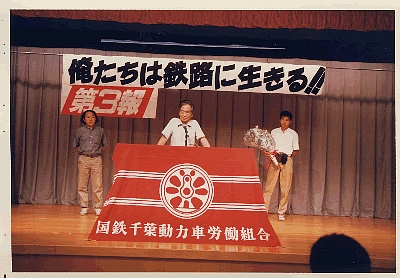 俺たちは鉄路に生きる!!
第3報
国鉄千葉動力車労働組合